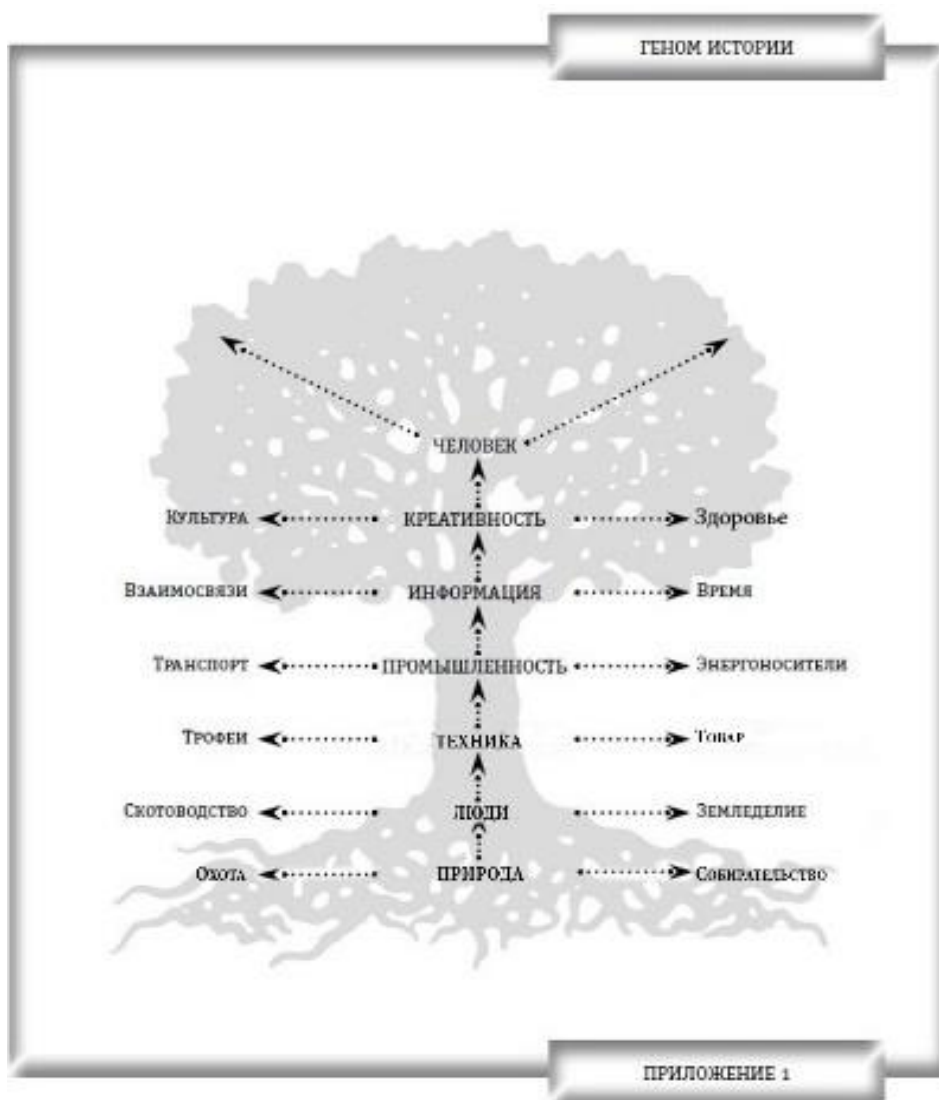 ГЕНОМ ИСТОРИИ
ЧЕЛОВЕК
КУЛЬТУРА КРЕАТИВНОСТЬ Здоровье
ВЗАИМОСВЯЗИ ИНФОРМАЦИЯ ВРЕМЯ
ТРАНСПОРТ ПРОМЫШЛЕННОСТЬ ЭНЕРГОНОСИТЕЛИ
ТРОФЕИ ТЕХНИКА ТОВАР
СКОТОВОДСТВО ЛЮДИ ЗЕМЛЕДЕЛИЕ
ОХОТА ПРИРОДА СОБИРАТЕЛЬСТВО
ПРИЛОЖЕНИЕ 1